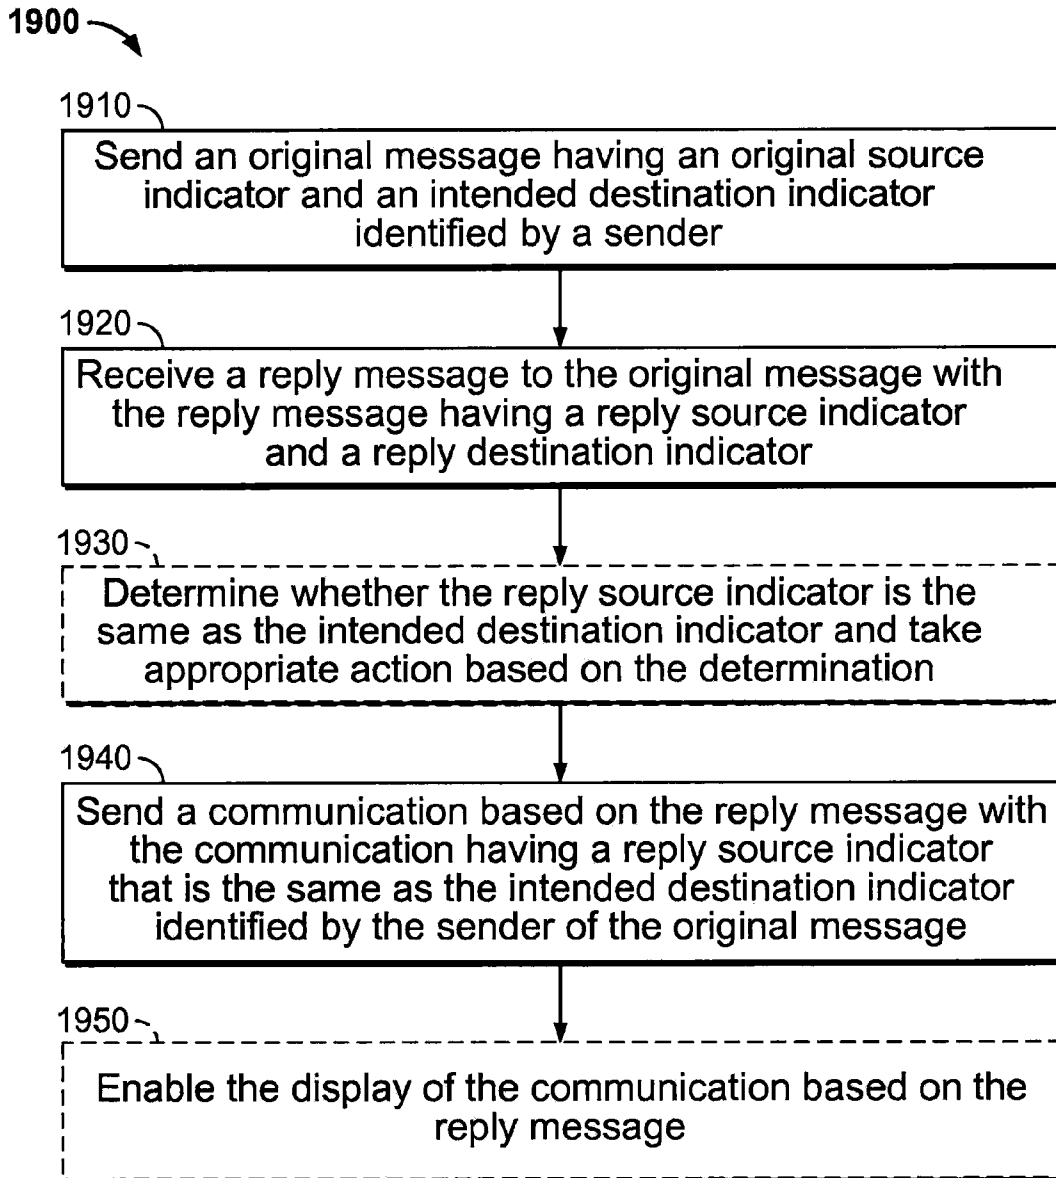 1900
1910
Send an original message having an original source
indicator and an intended destination indicator
identified by a sender
1920
Receive a reply message to the original message with
the reply message having a reply source indicator
and a reply destination indicator
1930
Determine whether the reply source indicator is the
same as the intended destination indicator and take
appropriate action based on the determination
1940
Send a communication based on the reply message with
the communication having a reply source indicator
that is the same as the intended destination indicator
identified by the sender of the original message
1950
Enable the display of the communication based on the
reply message